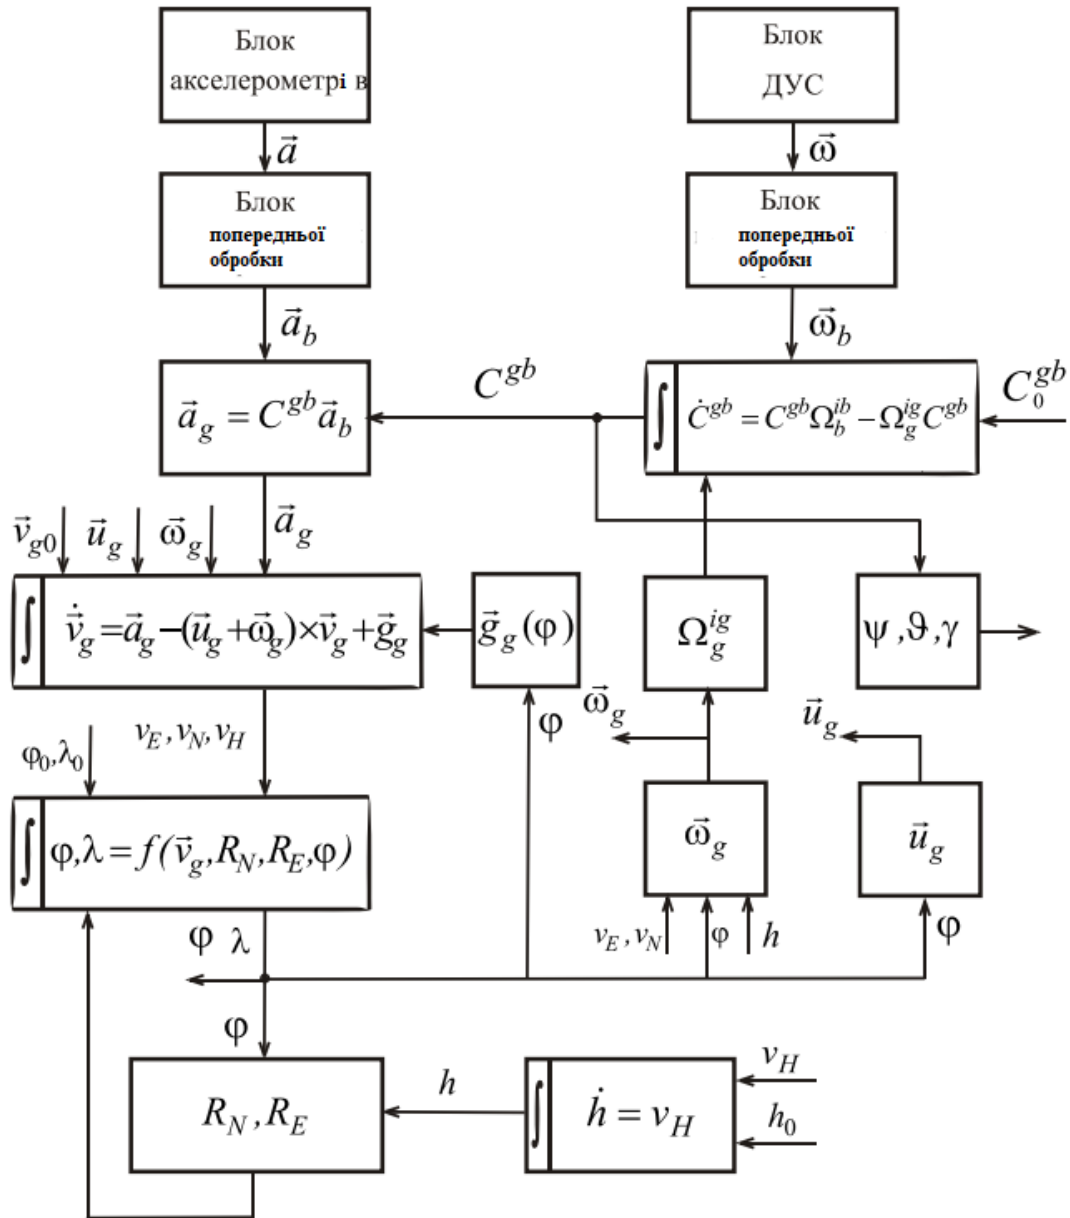 Блок
акселерометрі в
Блок
ДУС
a⃗
ω⃗
Блок
попередньої
обробки
Блок
попередньої
обробки
a⃗_b
ω⃗_b
a⃗_g = C^{gb} a⃗_b
C^{gb}
∫ Ċ^{gb} = C^{gb} Ω_b^{ib} − Ω_g^{ig} C^{gb}
C_0^{gb}
v⃗_{g0} u⃗_g ω⃗_g a⃗_g
∫ v⃗̇_g = a⃗_g − (u⃗_g + ω⃗_g) × v⃗_g + g⃗_g
g⃗_g (φ)
Ω_g^{ig}
ψ , ϑ, γ
φ_0, λ_0
v_E , v_N , v_H
φ
ω⃗_g
u⃗_g
∫ φ, λ = f(v⃗_g, R_N, R_E, φ)
ω⃗_g
u⃗_g
v_E , v_N
φ
h
φ
φ λ
φ
R_N , R_E
h
∫ ḣ = v_H
v_H
h_0